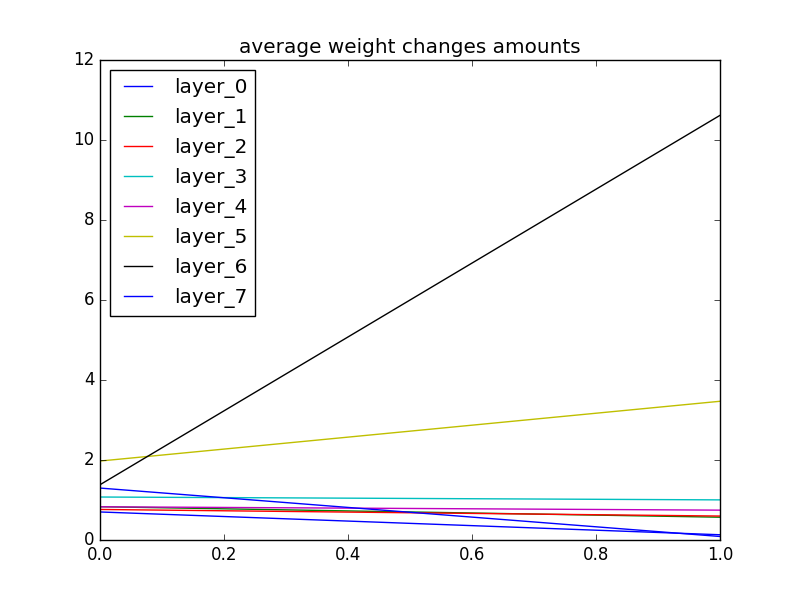 average weight changes amounts
12
10
8
6
4
2
0
layer_0
layer_1
layer_2
layer_3
layer_4
layer_5
layer_6
layer_7
0.0 0.2 0.4 0.6 0.8 1.0